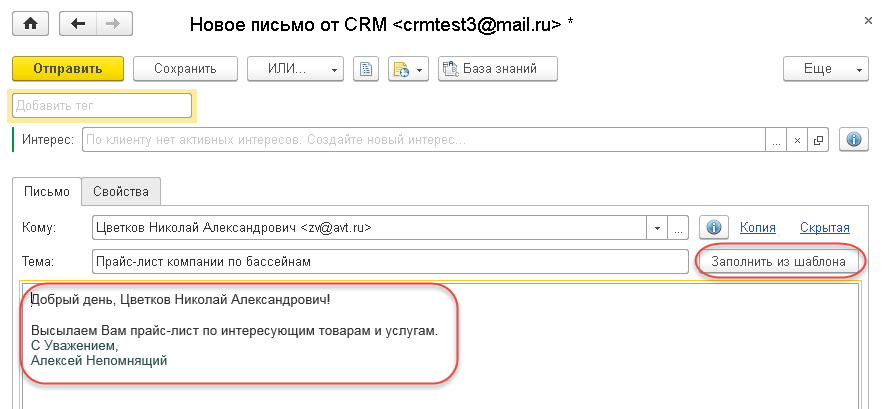 Новое письмо от CRM <crmtest3@mail.ru> *
Отправить Сохранить ИЛИ... База знаний Еще
Добавить тег
Интерес: По клиенту нет активных интересов. Создайте новый интерес... ...
Письмо Свойства
Кому: Цветков Николай Александрович <zv@avt.ru> ... Копия Скрытая
Тема: Прайс-лист компании по бассейнам Заполнить из шаблона
Добрый день, Цветков Николай Александрович!
Высылаем Вам прайс-лист по интересующим товарам и услугам.
С Уважением,
Алексей Непомнящий